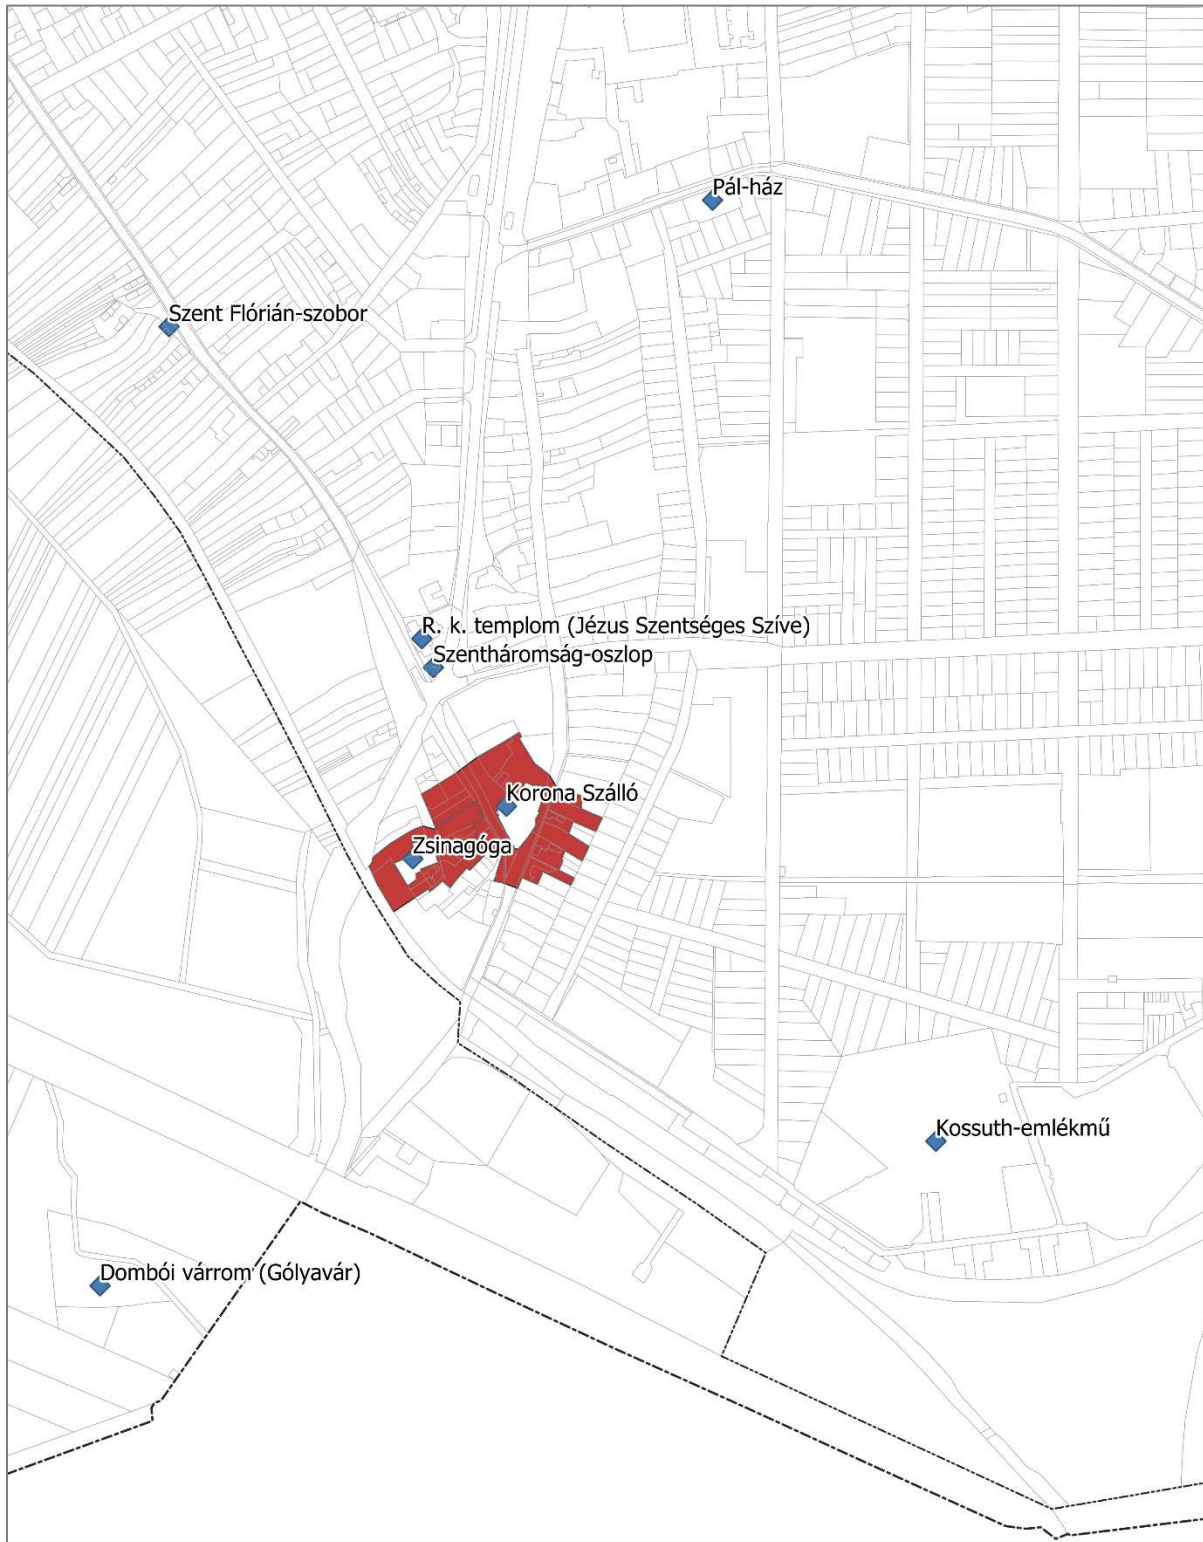 Pál-ház
Szent Flórián-szobor
R. k. templom (Jézus Szentséges Szíve)
Szentháromság-oszlop
Korona Szálló
Zsinagóga
Kossuth-emlékmű
Dombói várrom (Gólyavár)